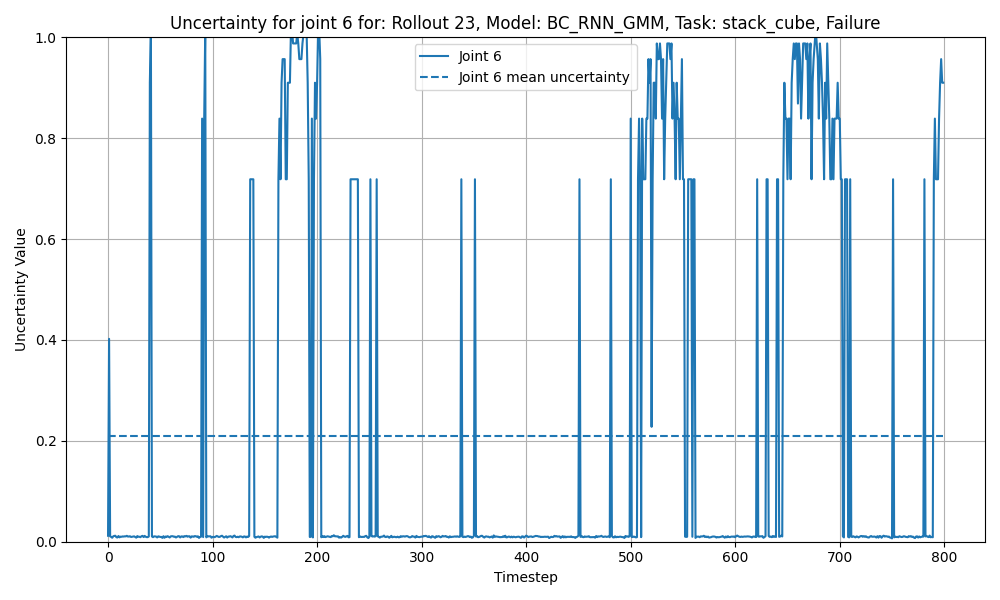 Uncertainty for joint 6 for: Rollout 23, Model: BC_RNN_GMM, Task: stack_cube, Failure
Joint 6
Joint 6 mean uncertainty
Uncertainty Value
1.0
0.8
0.6
0.4
0.2
0.0
0 100 200 300 400 500 600 700 800
Timestep